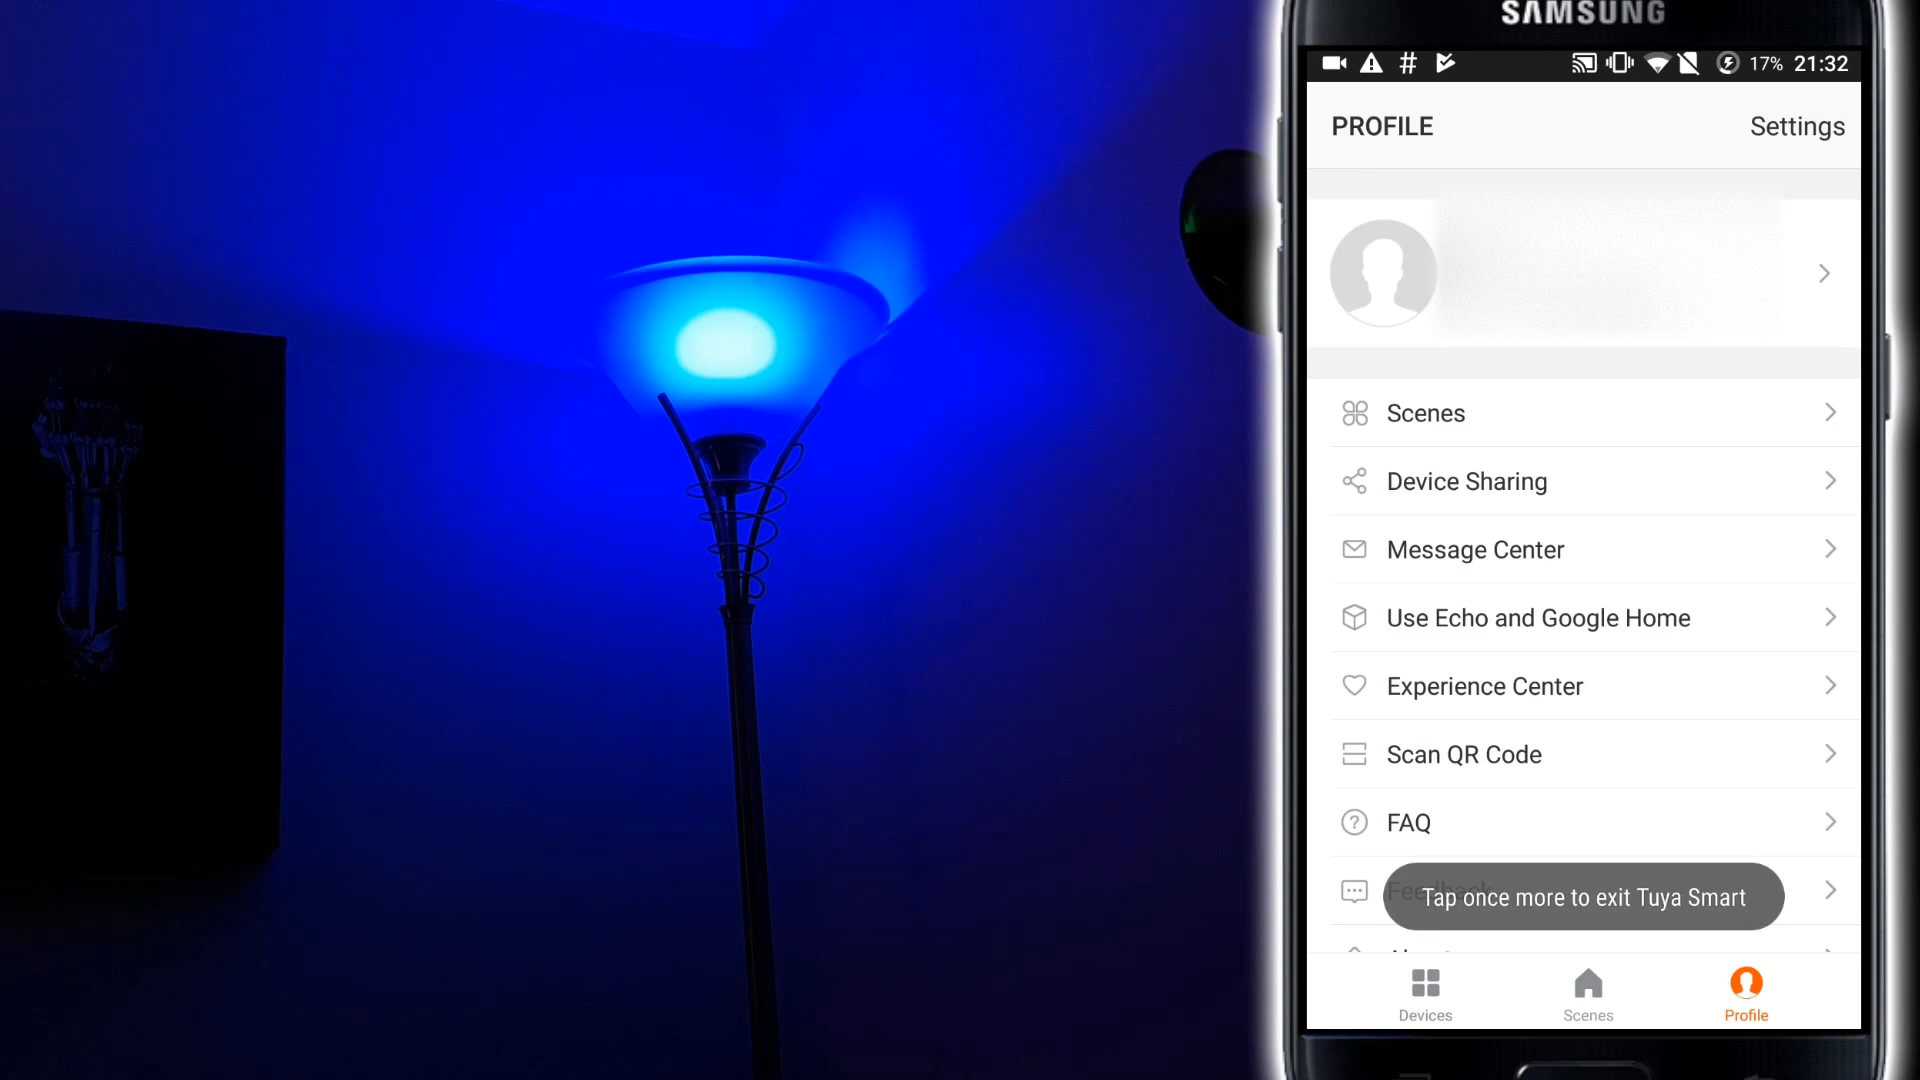 SAMSUNG
17% 21:32
PROFILE
Settings
Scenes
Device Sharing
Message Center
Use Echo and Google Home
Experience Center
Scan QR Code
FAQ
Feedback
Tap once more to exit Tuya Smart
Devices
Scenes
Profile